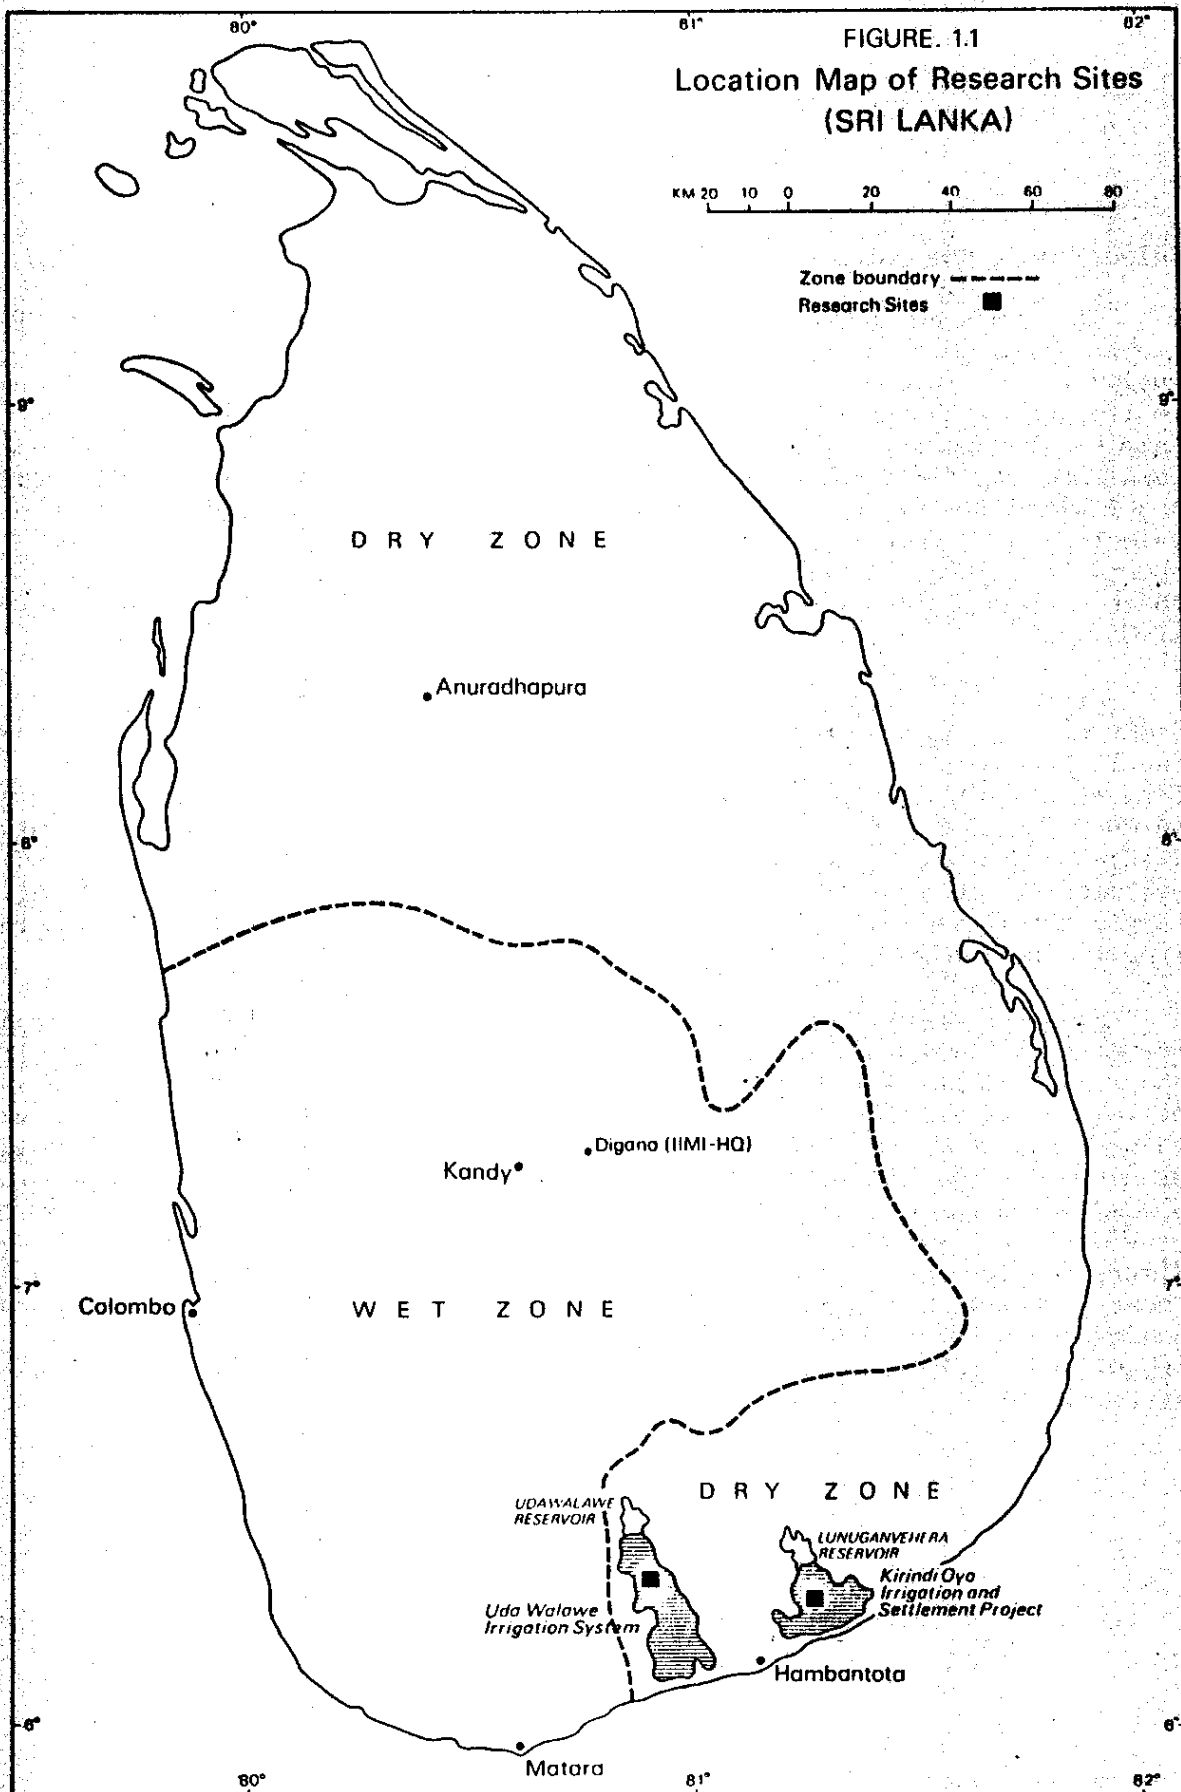 80° 81° 82°
FIGURE. 1.1
Location Map of Research Sites
(SRI LANKA)
KM 20 10 0 20 40 60 80
Zone boundary
Research Sites
9° 9°
DRY ZONE
Anuradhapura
8° 8°
Digana (IIMI-HQ)
Kandy
7° 7°
Colombo
WET ZONE
DRY ZONE
UDAWALAWE
RESERVOIR
LUNUGANVEHERA
RESERVOIR
Kirindi Oya
Irrigation and
Settlement Project
Uda Walawe
Irrigation System
Hambantota
6° 6°
Matara
80° 81° 82°